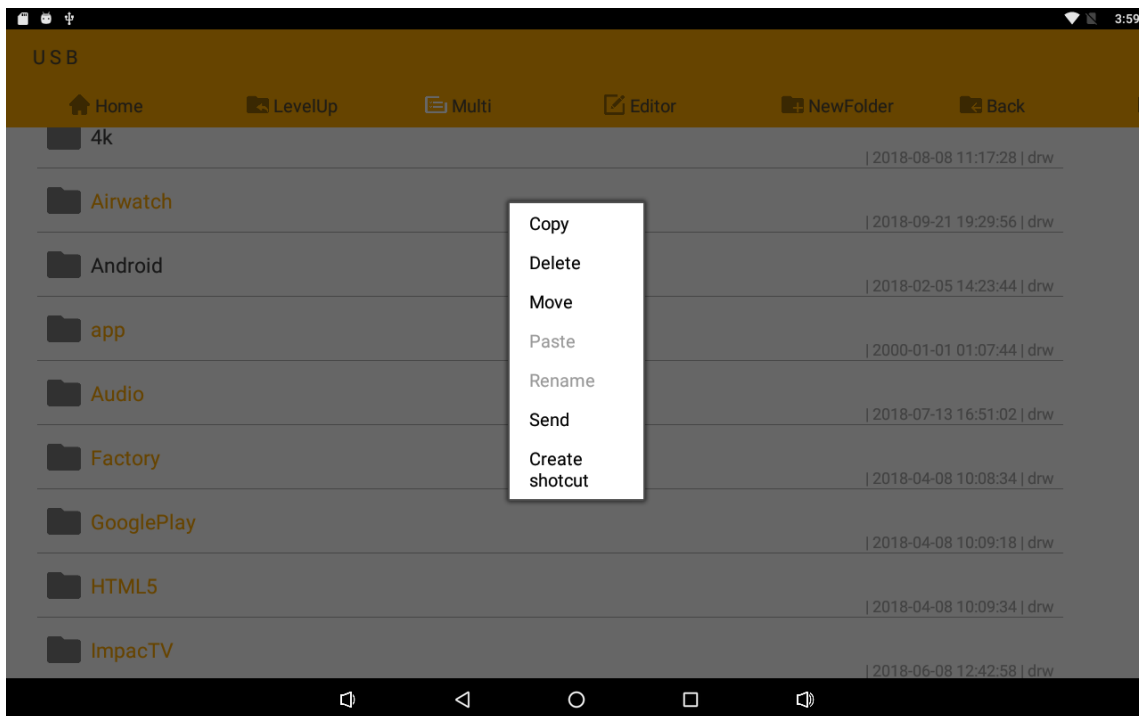 3:59
USB
Home LevelUp Multi Editor NewFolder Back
4k
| 2018-08-08 11:17:28 | drw
Airwatch
| 2018-09-21 19:29:56 | drw
Android
| 2018-02-05 14:23:44 | drw
app
| 2000-01-01 01:07:44 | drw
Audio
| 2018-07-13 16:51:02 | drw
Factory
| 2018-04-08 10:08:34 | drw
GooglePlay
| 2018-04-08 10:09:18 | drw
HTML5
| 2018-04-08 10:09:34 | drw
ImpacTV
| 2018-06-08 12:42:58 | drw
Copy
Delete
Move
Paste
Rename
Send
Create
shotcut